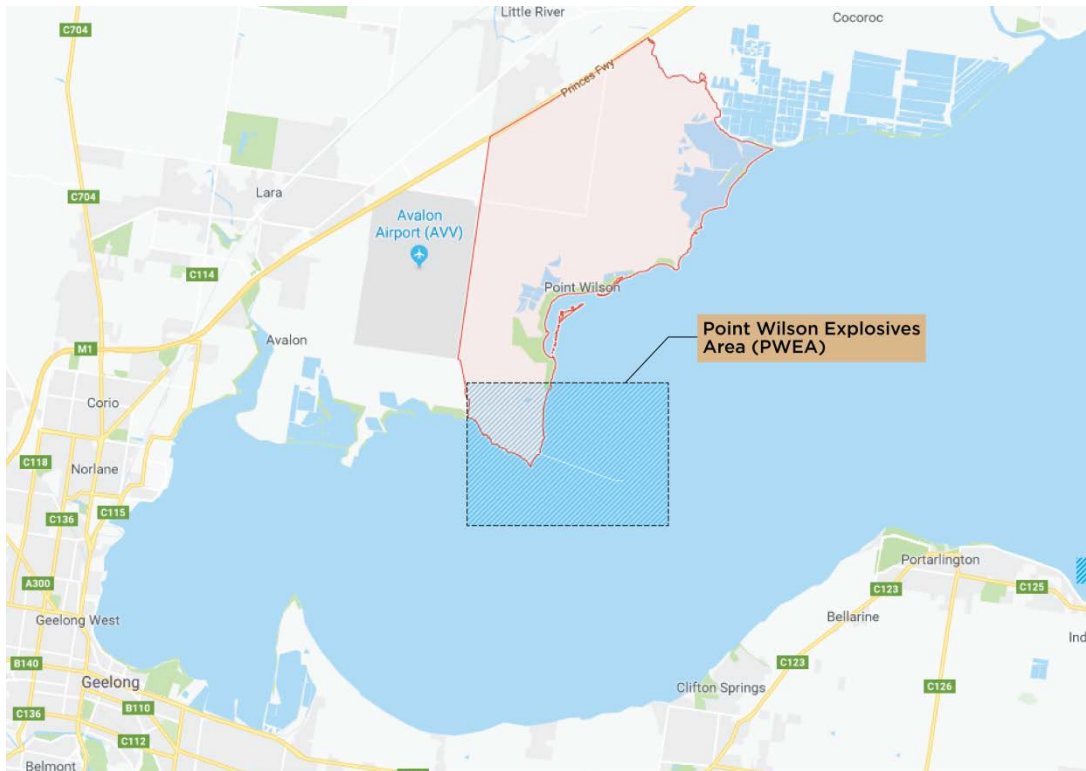 C704
Little River
Cocoroc
Princes Fwy
C704
Lara
Avalon
Airport (AVV)
C114
Point Wilson
Point Wilson Explosives
Area (PWEA)
Avalon
M1
Corio
C118
Norlane
C136
C115
A300
Geelong West
B140
Geelong
B110
C136
C112
Belmont
Portarlington
C123
C125
Bellarine
Ind
C123
Clifton Springs
C126